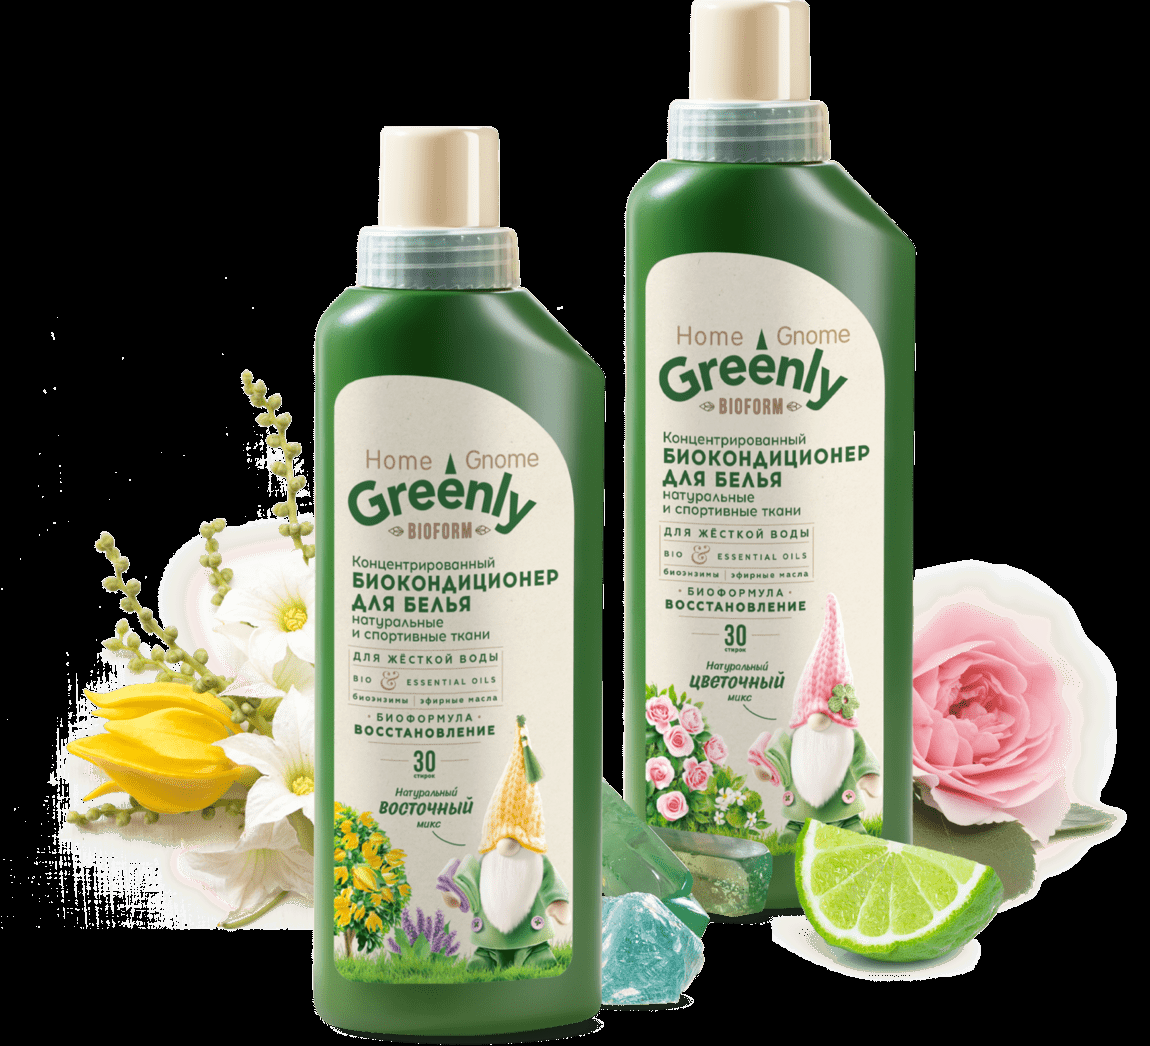 Home Gnome
Greenly
BIOFORM
Концентрированный
БИОКОНДИЦИОНЕР
ДЛЯ БЕЛЬЯ
натуральные
и спортивные ткани
ДЛЯ ЖЁСТКОЙ ВОДЫ
BIO & ESSENTIAL OILS
биоэнзимы | эфирные масла
· БИОФОРМУЛА ·
ВОССТАНОВЛЕНИЕ
30
стирок
Натуральный
ВОСТОЧНЫЙ
микс
Home Gnome
Greenly
BIOFORM
Концентрированный
БИОКОНДИЦИОНЕР
ДЛЯ БЕЛЬЯ
натуральные
и спортивные ткани
ДЛЯ ЖЁСТКОЙ ВОДЫ
BIO & ESSENTIAL OILS
биоэнзимы | эфирные масла
· БИОФОРМУЛА ·
ВОССТАНОВЛЕНИЕ
30
стирок
Натуральный
ЦВЕТОЧНЫЙ
микс